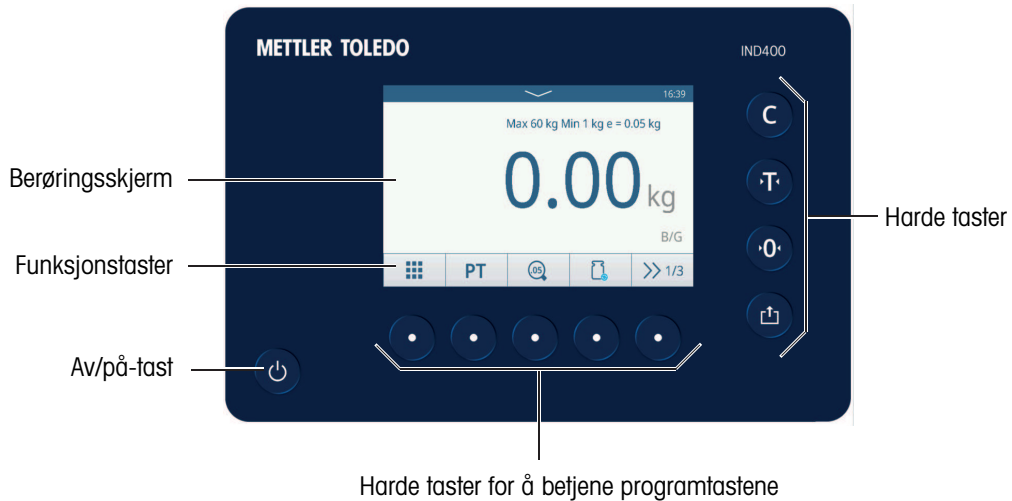 METTLER TOLEDO
IND400
16:39
C
Max 60 kg Min 1 kg e = 0.05 kg
Berøringsskjerm
T
0.00 kg
Harde taster
B/G
0
Funksjonstaster
PT
.05
1/3
Av/på-tast
Harde taster for å betjene programtastene